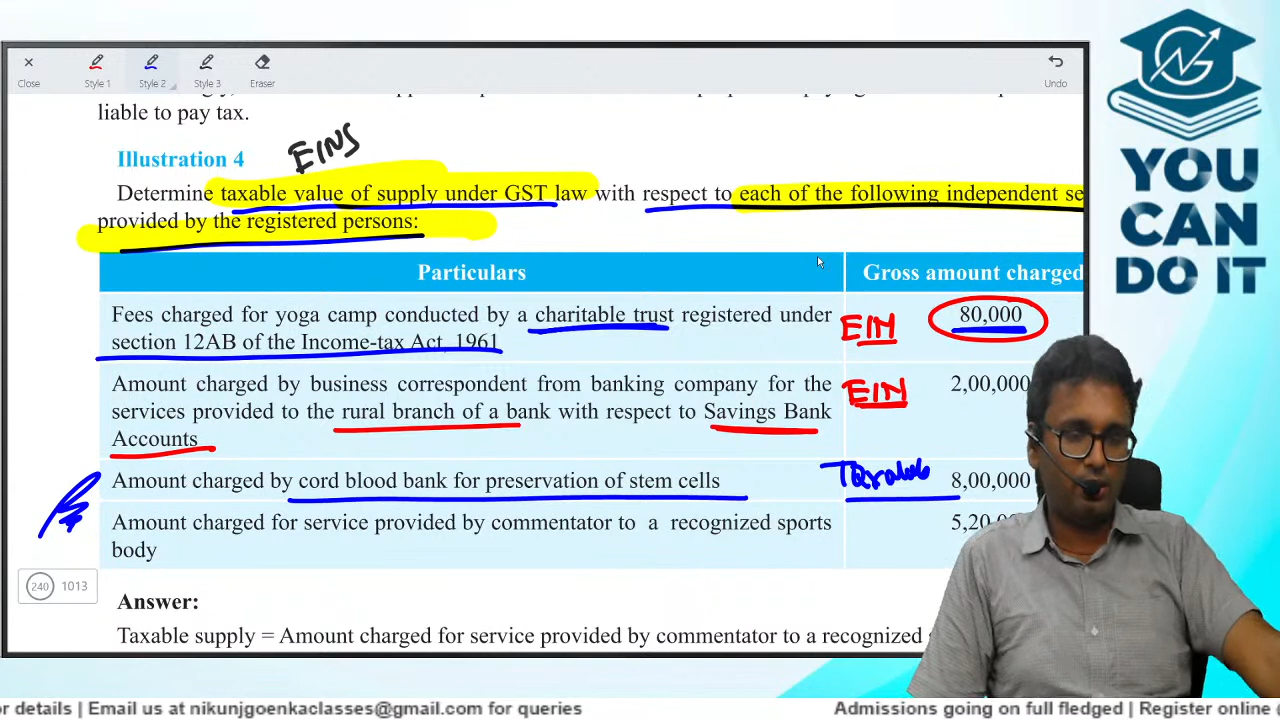 Close
Style 1
Style 2
Style 3
Eraser
Undo
liable to pay tax.
EINS
Illustration 4
Determine taxable value of supply under GST law with respect to each of the following independent se
provided by the registered persons:
Particulars
Gross amount charged
Fees charged for yoga camp conducted by a charitable trust registered under
section 12AB of the Income-tax Act, 1961
EIN
80,000
Amount charged by business correspondent from banking company for the
services provided to the rural branch of a bank with respect to Savings Bank
Accounts
EIN
2,00,000
Amount charged by cord blood bank for preservation of stem cells
Taxable
8,00,000
Amount charged for service provided by commentator to a recognized sports
body
5,20,
240 1013
Answer:
Taxable supply = Amount charged for service provided by commentator to a recognized
YOU
CAN
DO IT
or details | Email us at nikunjgoenkaclasses@gmail.com for queries
Admissions going on full fledged | Register online